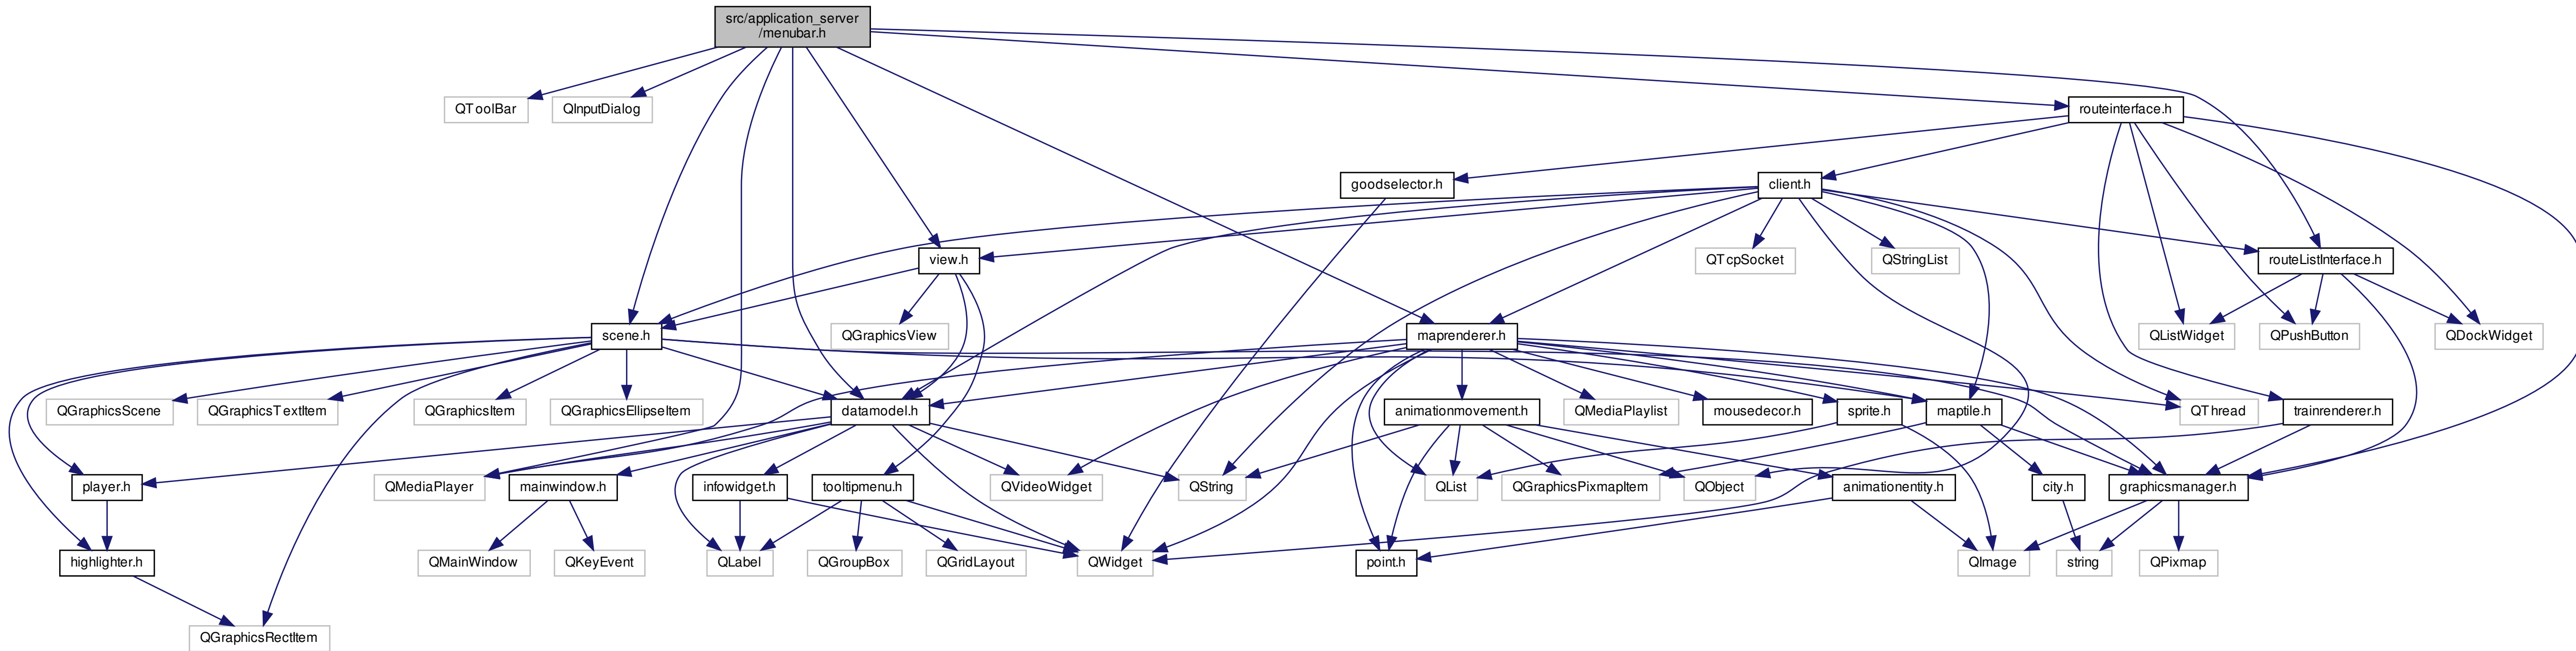 src/application_server
/menubar.h
QToolBar
QInputDialog
routeinterface.h
goodselector.h
client.h
view.h
QTcpSocket
QStringList
routeListInterface.h
scene.h
QGraphicsView
maprenderer.h
QListWidget
QPushButton
QDockWidget
QGraphicsScene
QGraphicsTextItem
QGraphicsItem
QGraphicsEllipseItem
datamodel.h
animationmovement.h
QMediaPlaylist
mousedecor.h
sprite.h
maptile.h
QThread
trainrenderer.h
player.h
QMediaPlayer
mainwindow.h
infowidget.h
tooltipmenu.h
QVideoWidget
QString
QList
QGraphicsPixmapItem
QObject
animationentity.h
city.h
graphicsmanager.h
highlighter.h
QMainWindow
QKeyEvent
QLabel
QGroupBox
QGridLayout
QWidget
point.h
QImage
string
QPixmap
QGraphicsRectItem